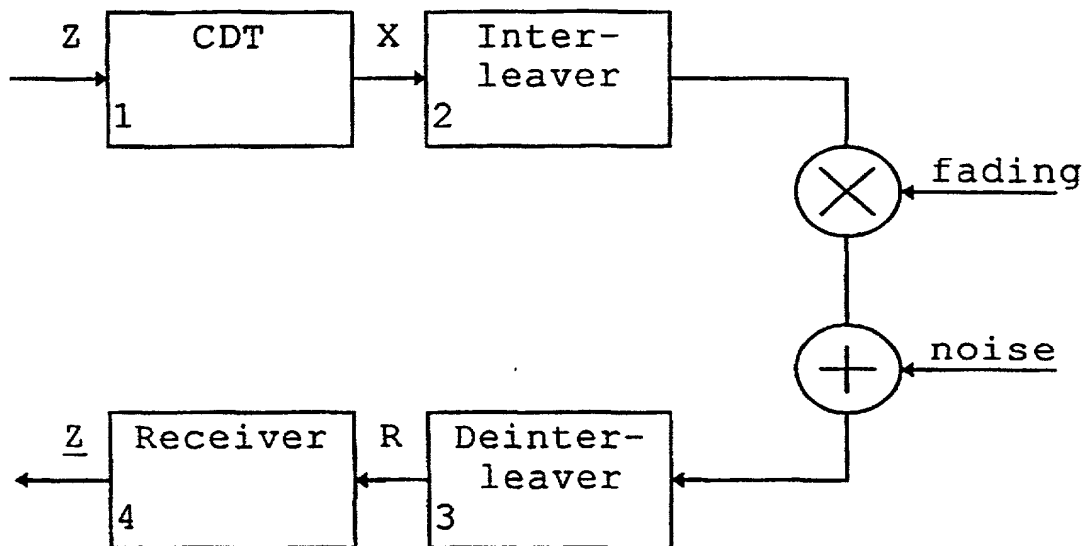 Z
CDT
1
X
Inter-
leaver
2
fading
noise
Z
Receiver
4
R
Deinter-
leaver
3